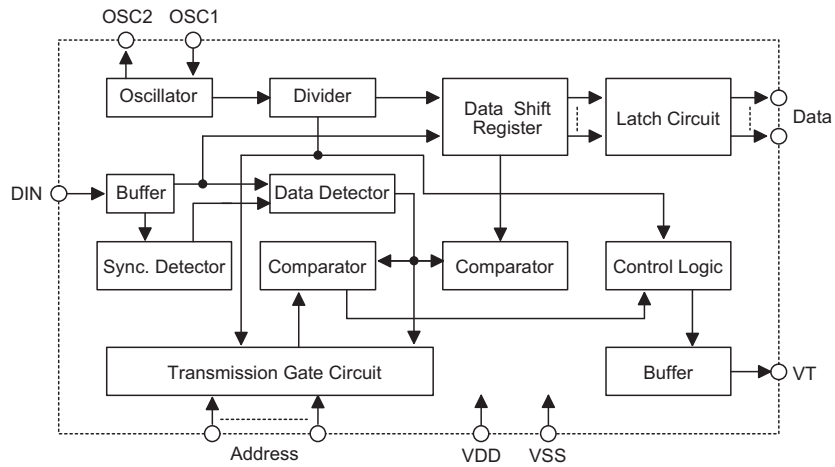 OSC2 OSC1
Oscillator
Divider
Data Shift
Register
Latch Circuit
Data
DIN
Buffer
Data Detector
Sync. Detector
Comparator
Comparator
Control Logic
Transmission Gate Circuit
Buffer
VT
Address
VDD
VSS